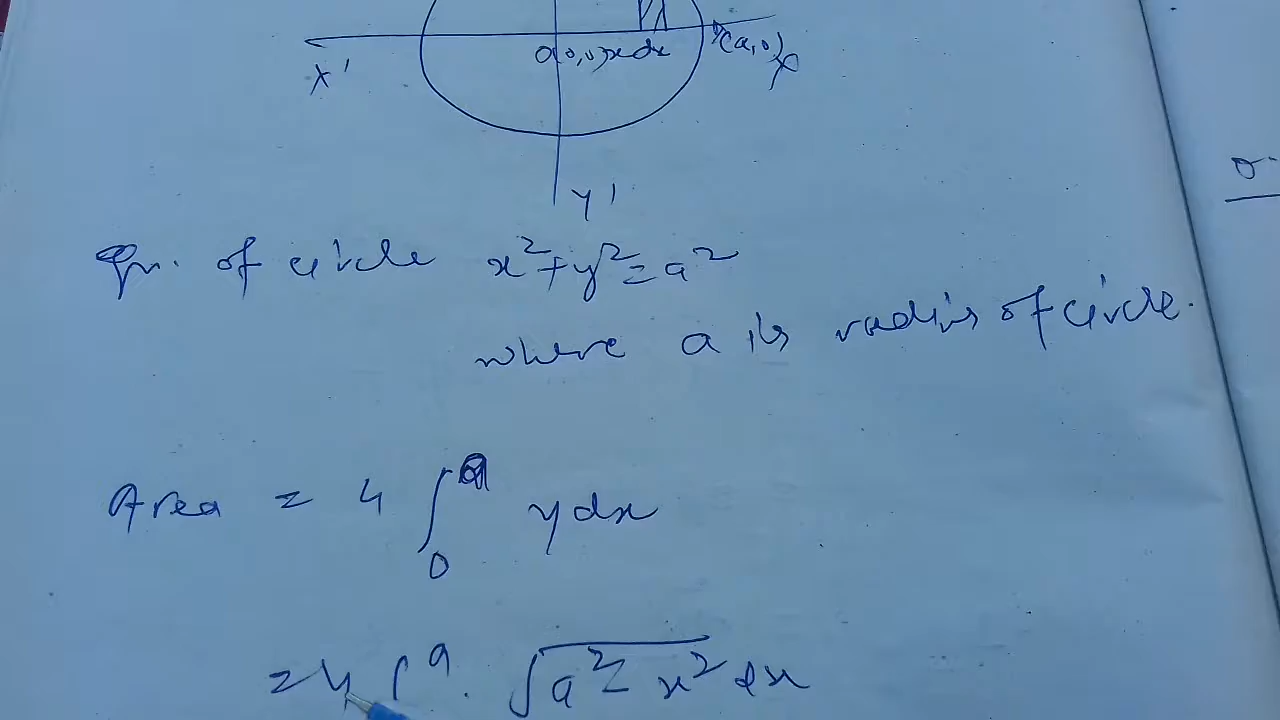 X' O(0,0) x dx (a,0) X
Y'
Eqn. of circle x²+y²=a²
where a is radius of circle.
Area = 4 ∫₀ᵃ y dx
= 4 ∫ᵃ √(a² - x²) dx